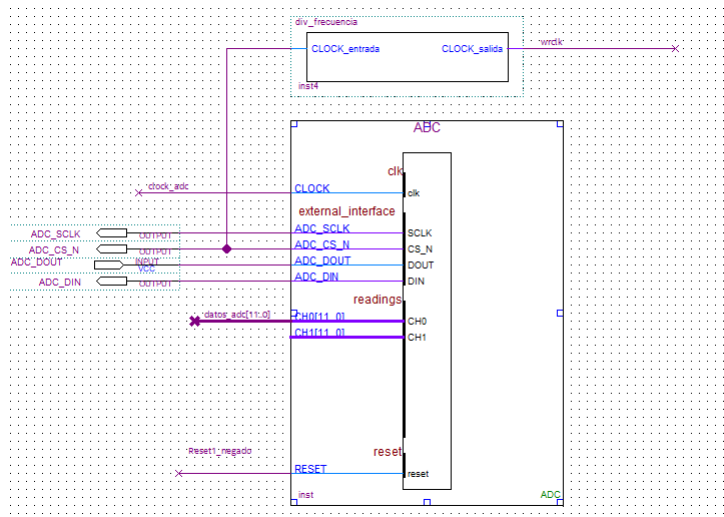 div_frecuencia
CLOCK_entrada CLOCK_salida
wrclk
inst4
ADC
clk
clock_adc CLOCK clk
external_interface
ADC_SCLK OUTPUT ADC_SCLK SCLK
ADC_CS_N OUTPUT ADC_CS_N CS_N
ADC_DOUT INPUT VCC ADC_DOUT DOUT
ADC_DIN OUTPUT ADC_DIN DIN
readings
datos_adc[11..0] CH0[11..0] CH0
CH1[11..0] CH1
Reset1_negado reset
RESET reset
inst ADC